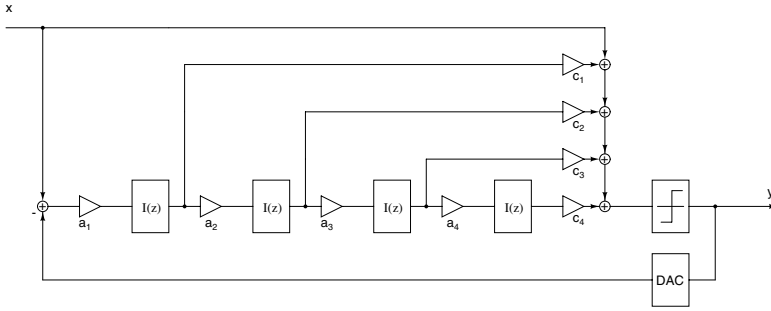 x
c1
c2
c3
-
a1
I(z)
a2
I(z)
a3
I(z)
a4
I(z)
c4
y
DAC